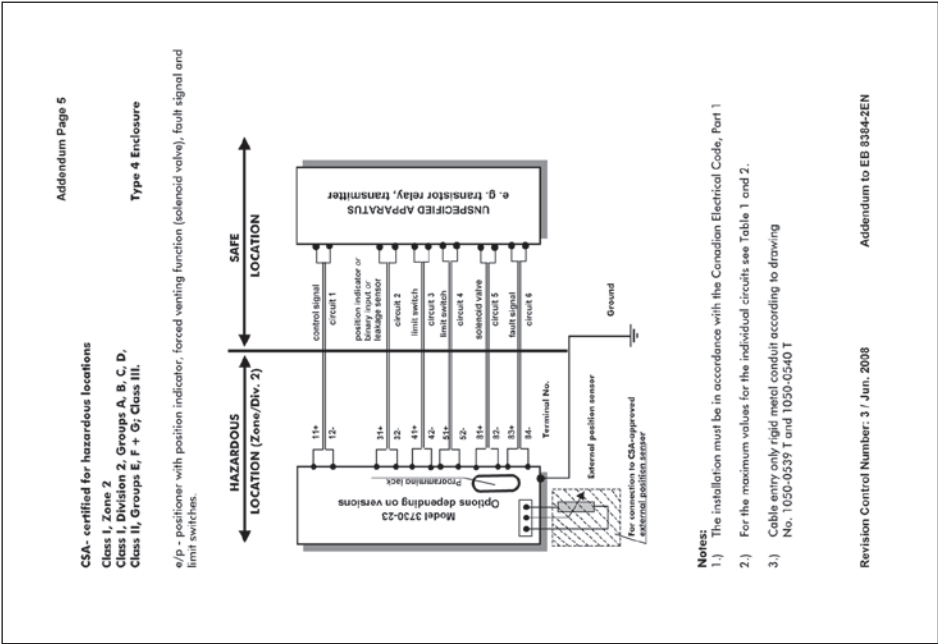 Addendum Page 5
CSA- certified for hazardous locations
Class I, Zone 2
Class I, Division 2, Groups A, B, C, D,
Class II, Groups E, F + G; Class III.
Type 4 Enclosure
e/p - positioner with position indicator, forced venting function (solenoid valve), fault signal and
limit switches.
HAZARDOUS
LOCATION (Zone/Div. 2)
SAFE
LOCATION
Model 3730-23
Options depending on versions
Programming jack
11+
12-
31+
32-
41+
42-
51+
52-
81+
82-
83+
84-
Terminal No.
control signal
circuit 1
position indicator or
binary input or
leakage sensor
circuit 2
limit switch
circuit 3
limit switch
circuit 4
solenoid valve
circuit 5
fault signal
circuit 6
UNSPECIFIED APPARATUS
e. g. transistor relay, transmitter
Ground
External position sensor
For connection to CSA-approved
external position sensor
Notes:
1.) The installation must be in accordance with the Canadian Electrical Code, Part 1
2.) For the maximum values for the individual circuits see Table 1 and 2.
3.) Cable entry only rigid metal conduit according to drawing
No. 1050-0539 T and 1050-0540 T
Revision Control Number: 3 / Jun. 2008
Addendum to EB 8384-2EN